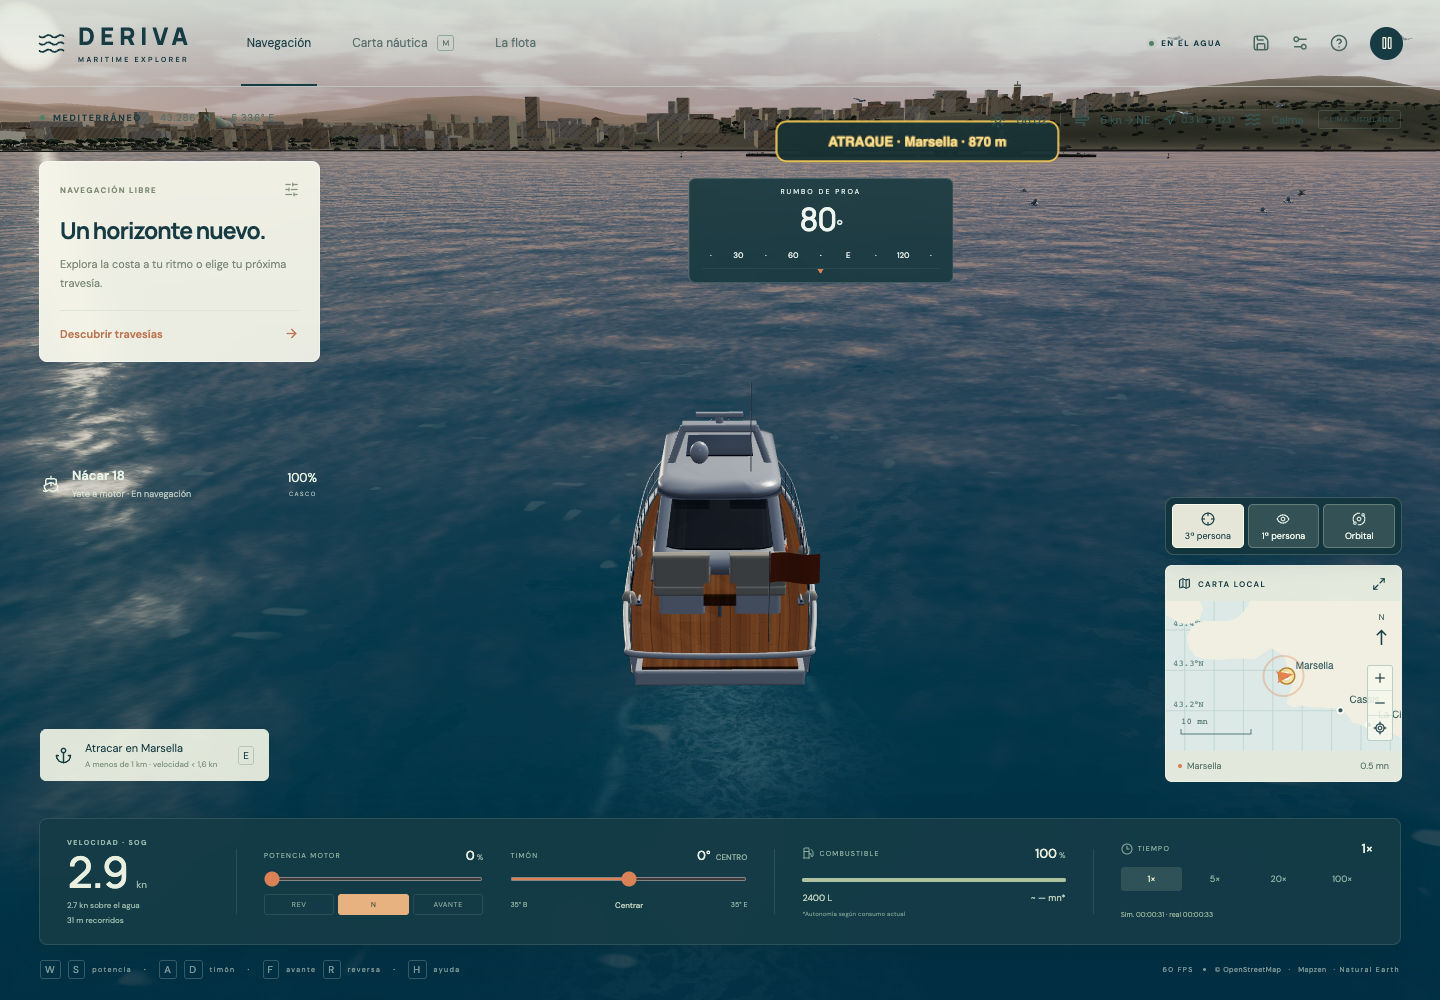 DERIVA
MARITIME EXPLORER
Navegación
Carta náutica M
La flota
EN EL AGUA
MEDITERRÁNEO
ATRAQUE · Marsella · 870 m
Calma
NAVEGACIÓN LIBRE
Un horizonte nuevo.
Explora la costa a tu ritmo o elige tu próxima
travesía.
Descubrir travesías
RUMBO DE PROA
80°
· 30 · 60 · E · 120 ·
Nácar 18
Yate a motor · En navegación
100%
CASCO
3ª persona
1ª persona
Orbital
CARTA LOCAL
N
43.3°N
43.2°N
10 mn
Marsella
Marsella
0.5 mn
Atracar en Marsella
A menos de 1 km · velocidad < 1,6 kn
E
VELOCIDAD · SOG
2.9 kn
2.7 kn sobre el agua
31 m recorridos
POTENCIA MOTOR
0 %
REV
N
AVANTE
TIMÓN
0° CENTRO
35° B
Centrar
35° E
COMBUSTIBLE
100 %
2400 L
~ — mn*
*Autonomía según consumo actual
TIEMPO
1×
1×
5×
20×
100×
Sim. 00:00:31 · real 00:00:33
W S potencia · A D timón · F avante R reversa · H ayuda
60 FPS • © OpenStreetMap · Mapzen · Natural Earth